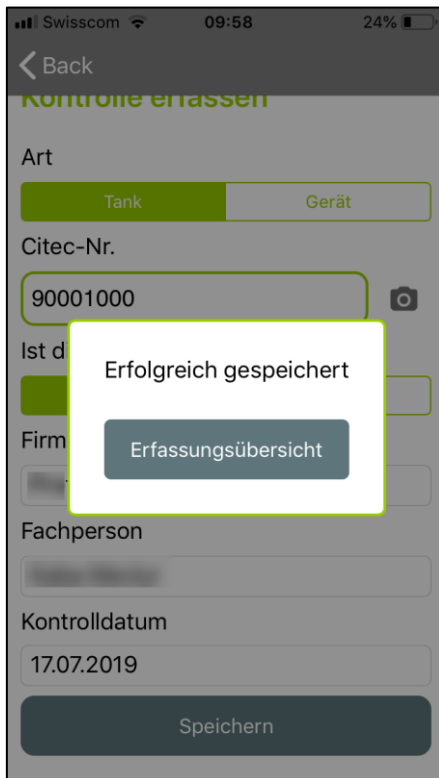 Swisscom 09:58 24%
Back
Kontrolle erfassen
Art
Tank Gerät
Citec-Nr.
90001000
Ist di
Erfolgreich gespeichert
Erfassungsübersicht
Firm
Fachperson
Kontrolldatum
17.07.2019
Speichern